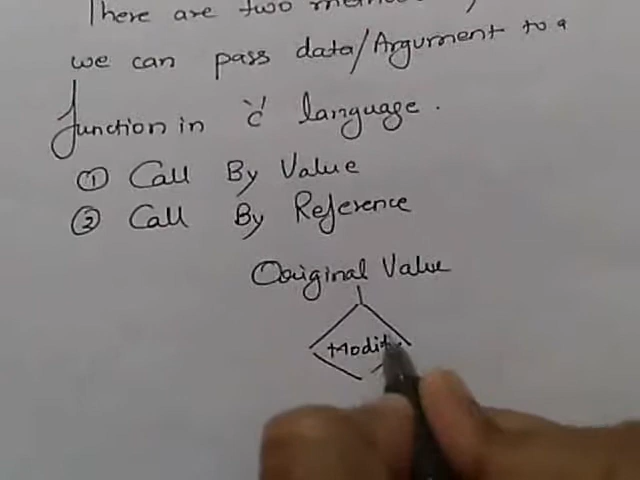 There are two
we can pass data/Argument to a
function in 'c' language.
① Call By Value
② Call By Reference
Original Value
Modif